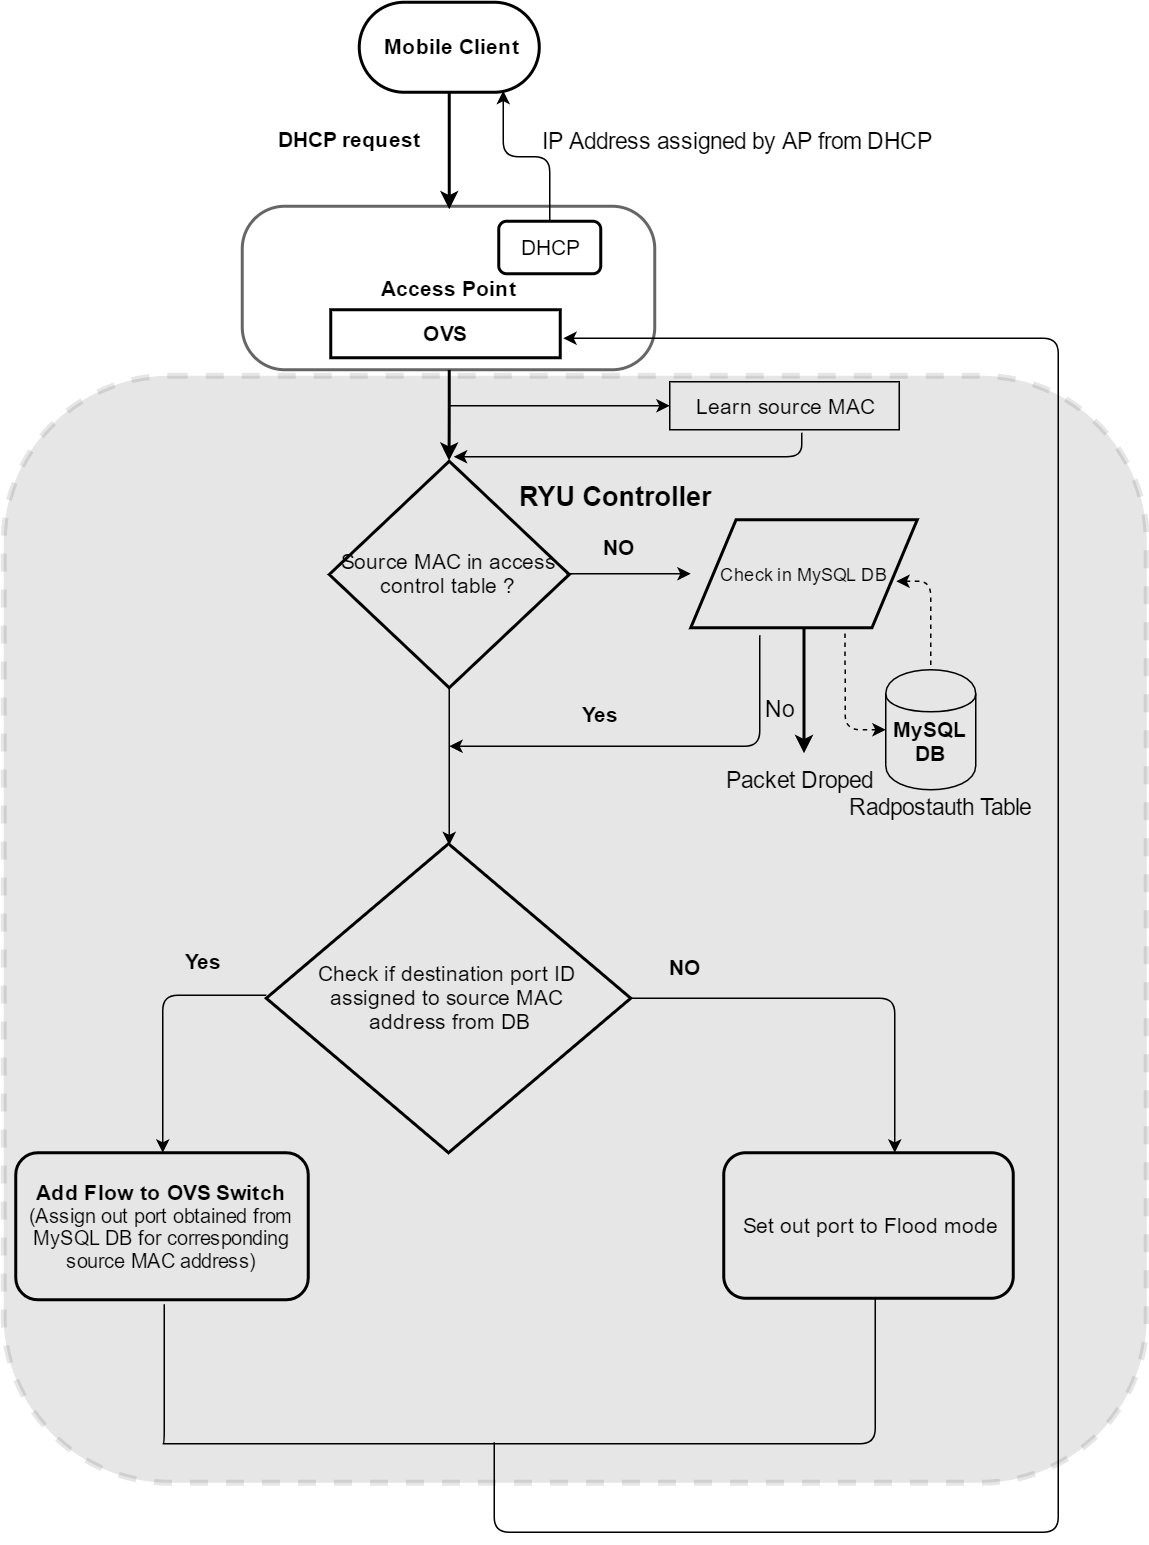 Mobile Client
DHCP request
IP Address assigned by AP from DHCP
DHCP
Access Point
OVS
Learn source MAC
RYU Controller
Source MAC in access
control table ?
NO
Check in MySQL DB
Yes
No
MySQL
DB
Packet Droped
Radpostauth Table
Yes
Check if destination port ID
assigned to source MAC
address from DB
NO
Add Flow to OVS Switch
(Assign out port obtained from
MySQL DB for corresponding
source MAC address)
Set out port to Flood mode